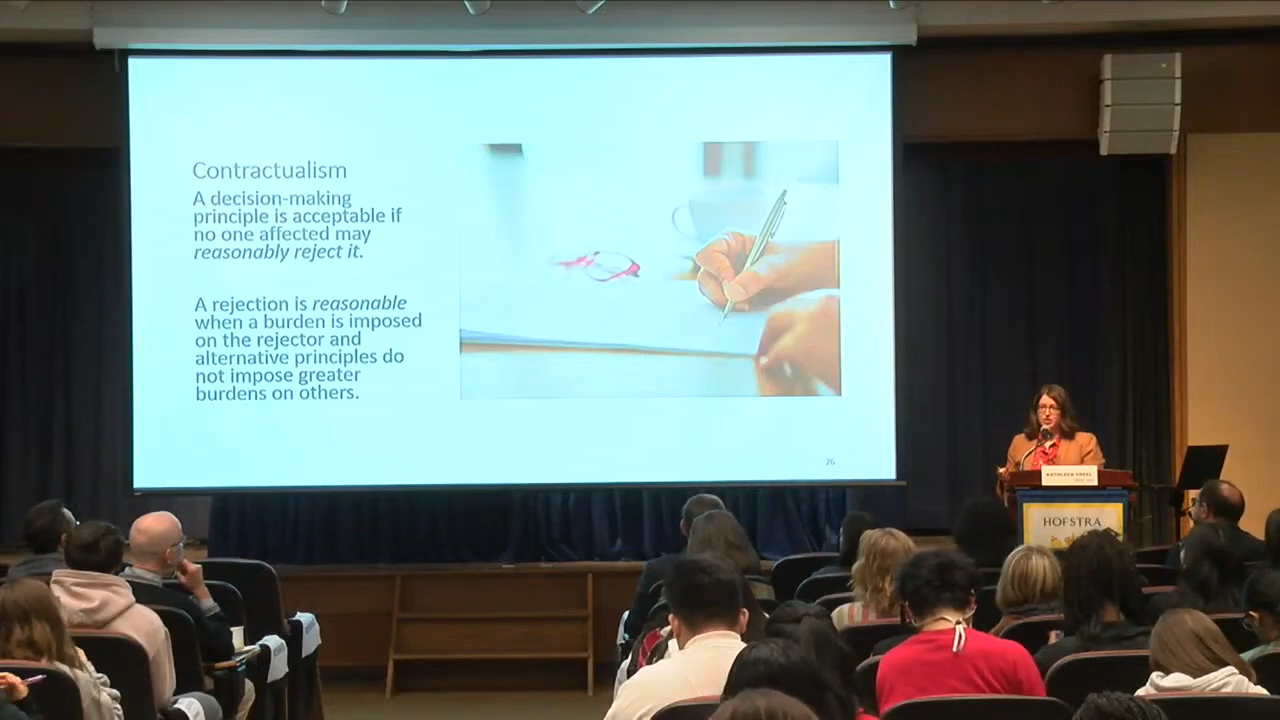 Contractualism
A decision-making
principle is acceptable if
no one affected may
reasonably reject it.
A rejection is reasonable
when a burden is imposed
on the rejector and
alternative principles do
not impose greater
burdens on others.
76
KATHLEEN
HOFSTRA